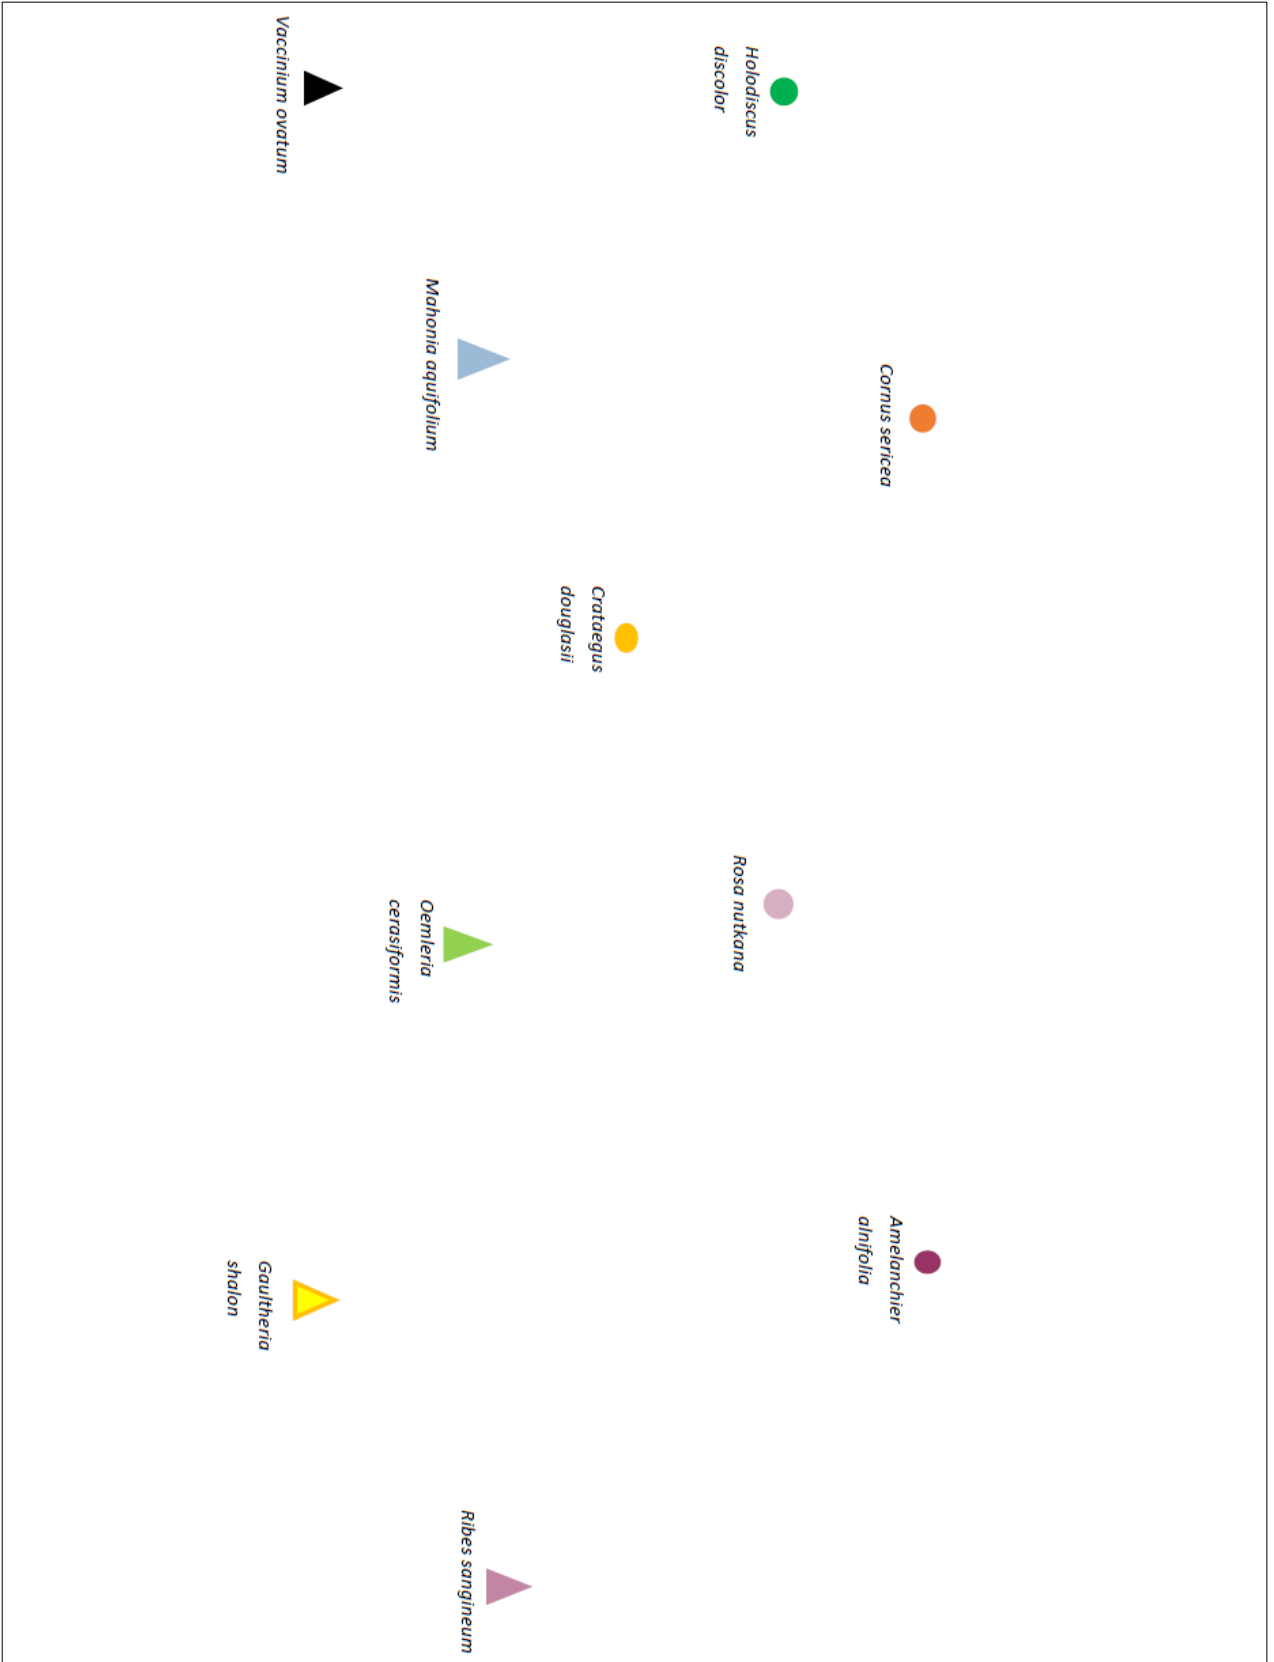 Amelanchier
alnifolia
Cornus sericea
Holodiscus
discolor
Rosa nutkana
Crataegus
douglasii
Ribes sangineum
Mahonia aquifolium
Oemleria
cerasiformis
Vaccinium ovatum
Gaultheria
shalon